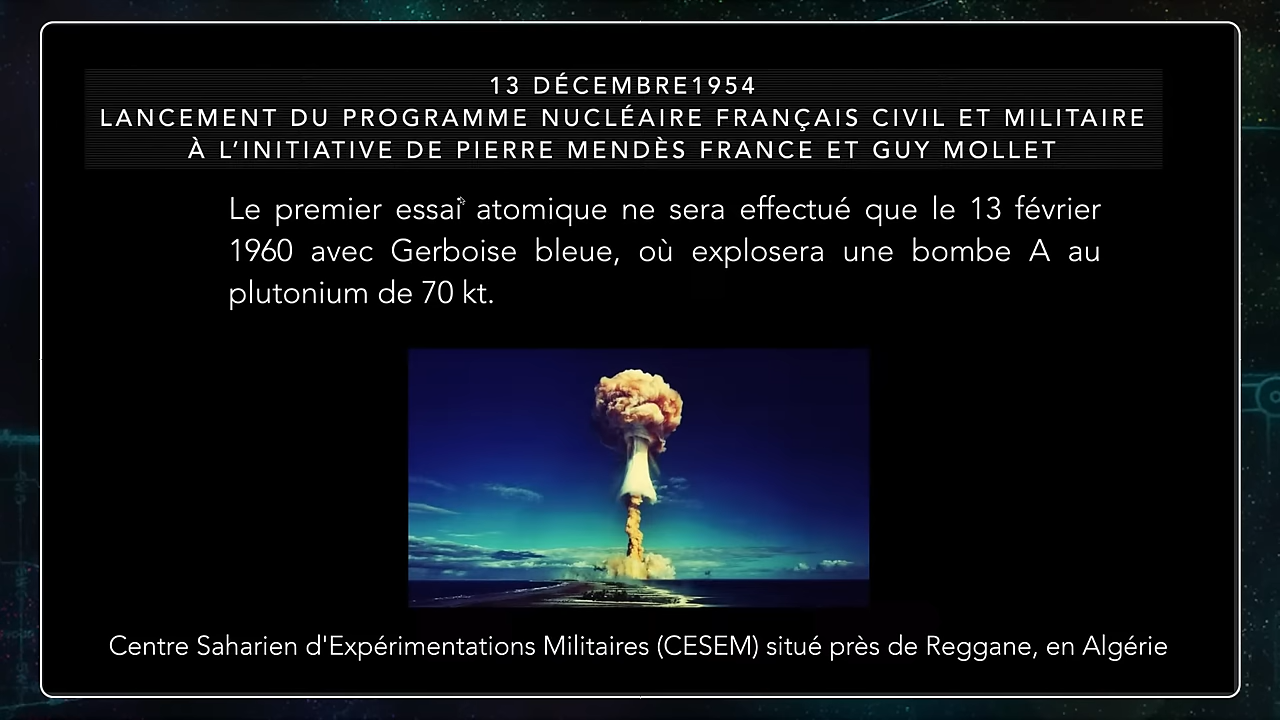 13 DÉCEMBRE1954
LANCEMENT DU PROGRAMME NUCLÉAIRE FRANÇAIS CIVIL ET MILITAIRE
À L’INITIATIVE DE PIERRE MENDÈS FRANCE ET GUY MOLLET
Le premier essai atomique ne sera effectué que le 13 février
1960 avec Gerboise bleue, où explosera une bombe A au
plutonium de 70 kt.
Centre Saharien d'Expérimentations Militaires (CESEM) situé près de Reggane, en Algérie